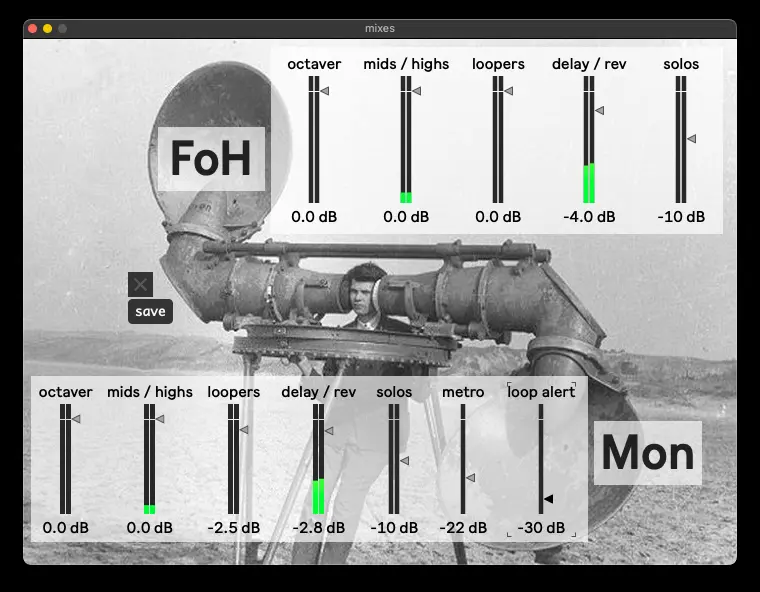 mixes
octaver mids / highs loopers delay / rev solos
FoH
0.0 dB 0.0 dB 0.0 dB -4.0 dB -10 dB
save
octaver mids / highs loopers delay / rev solos metro loop alert
Mon
0.0 dB 0.0 dB -2.5 dB -2.8 dB -10 dB -22 dB -30 dB